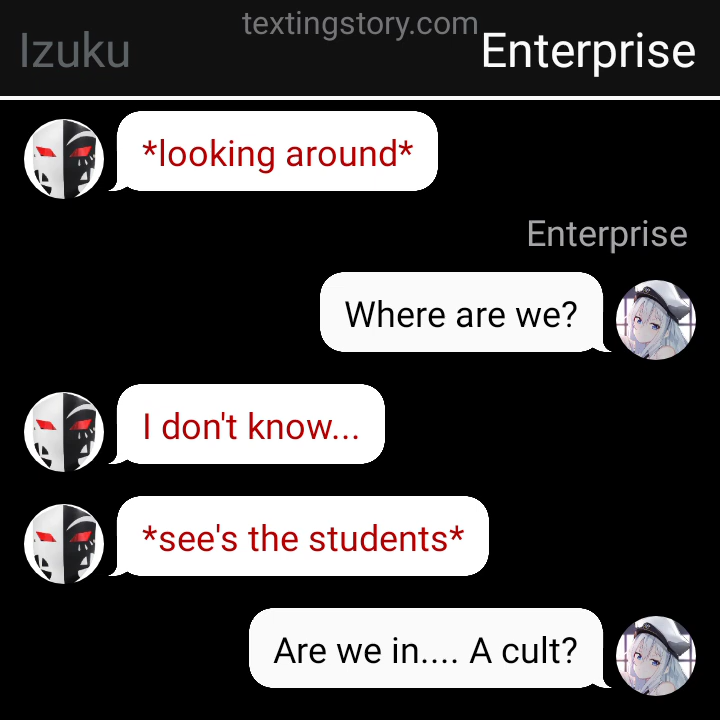 textingstory.com
Izuku
Enterprise
*looking around*
Enterprise
Where are we?
I don't know...
*see's the students*
Are we in.... A cult?